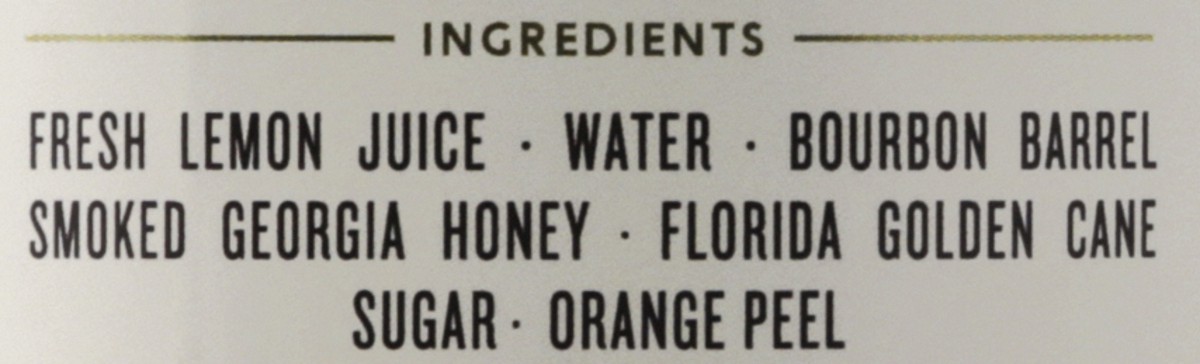 INGREDIENTS
FRESH LEMON JUICE · WATER · BOURBON BARREL
SMOKED GEORGIA HONEY · FLORIDA GOLDEN CANE
SUGAR · ORANGE PEEL